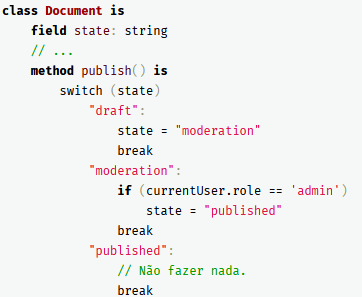 class Document is
    field state: string
    // ...
    method publish() is
        switch (state)
            "draft":
                state = "moderation"
                break
            "moderation":
                if (currentUser.role == 'admin')
                    state = "published"
                break
            "published":
                // Não fazer nada.
                break